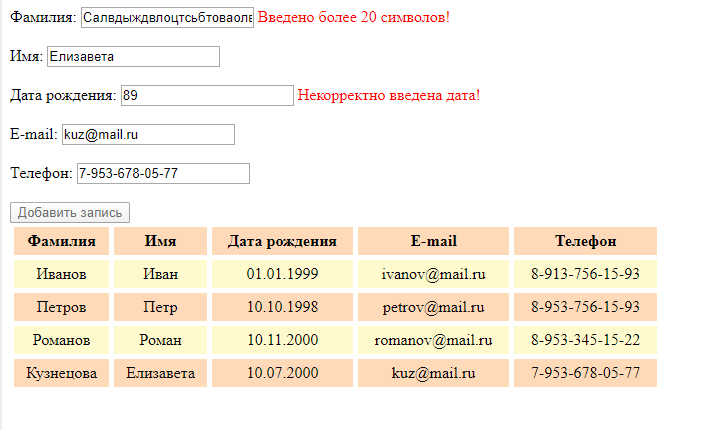 Фамилия: Салвдыждвлоцтсьбтоваолв Введено более 20 символов!
Имя: Елизавета
Дата рождения: 89 Некорректно введена дата!
E-mail: kuz@mail.ru
Телефон: 7-953-678-05-77
Добавить запись
Фамилия Имя Дата рождения E-mail Телефон
Иванов Иван 01.01.1999 ivanov@mail.ru 8-913-756-15-93
Петров Петр 10.10.1998 petrov@mail.ru 8-953-756-15-93
Романов Роман 10.11.2000 romanov@mail.ru 8-953-345-15-22
Кузнецова Елизавета 10.07.2000 kuz@mail.ru 7-953-678-05-77